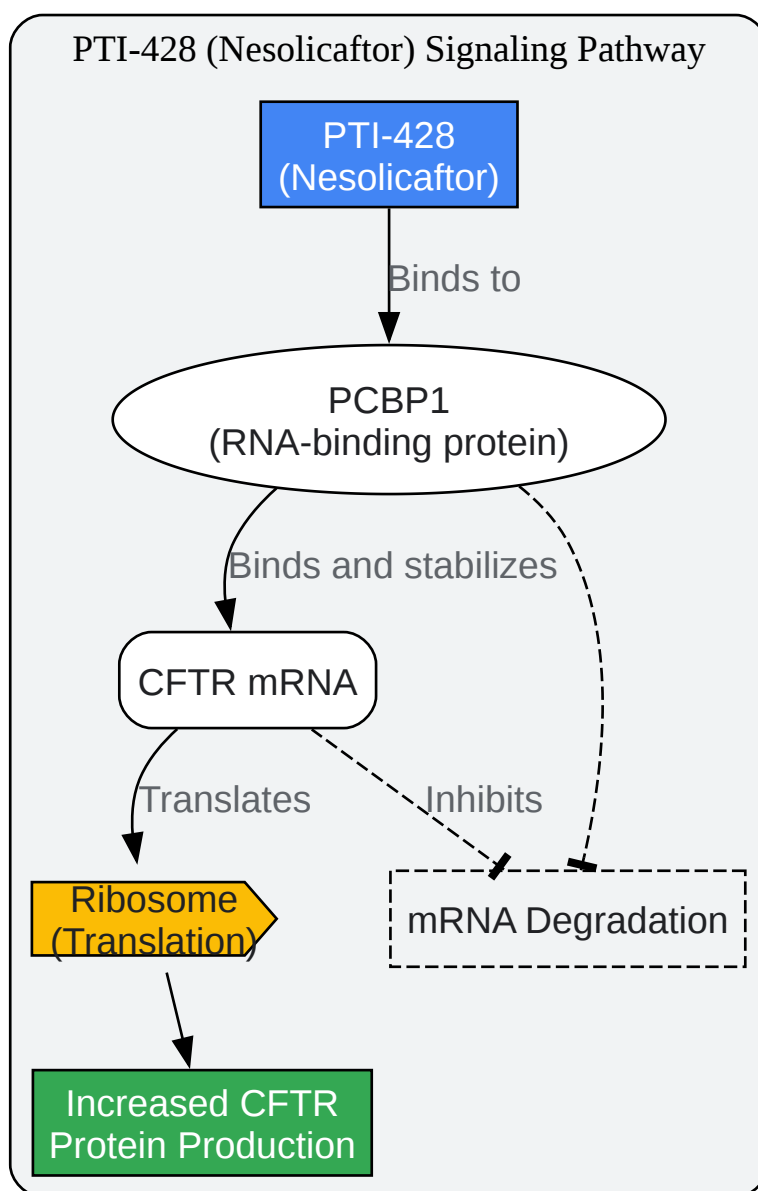 PTI-428 (Nesolicaftor) Signaling Pathway
PTI-428
(Nesolicaftor)
Binds to
PCBP1
(RNA-binding protein)
Binds and stabilizes
CFTR mRNA
Translates
Inhibits
Ribosome
(Translation)
mRNA Degradation
Increased CFTR
Protein Production